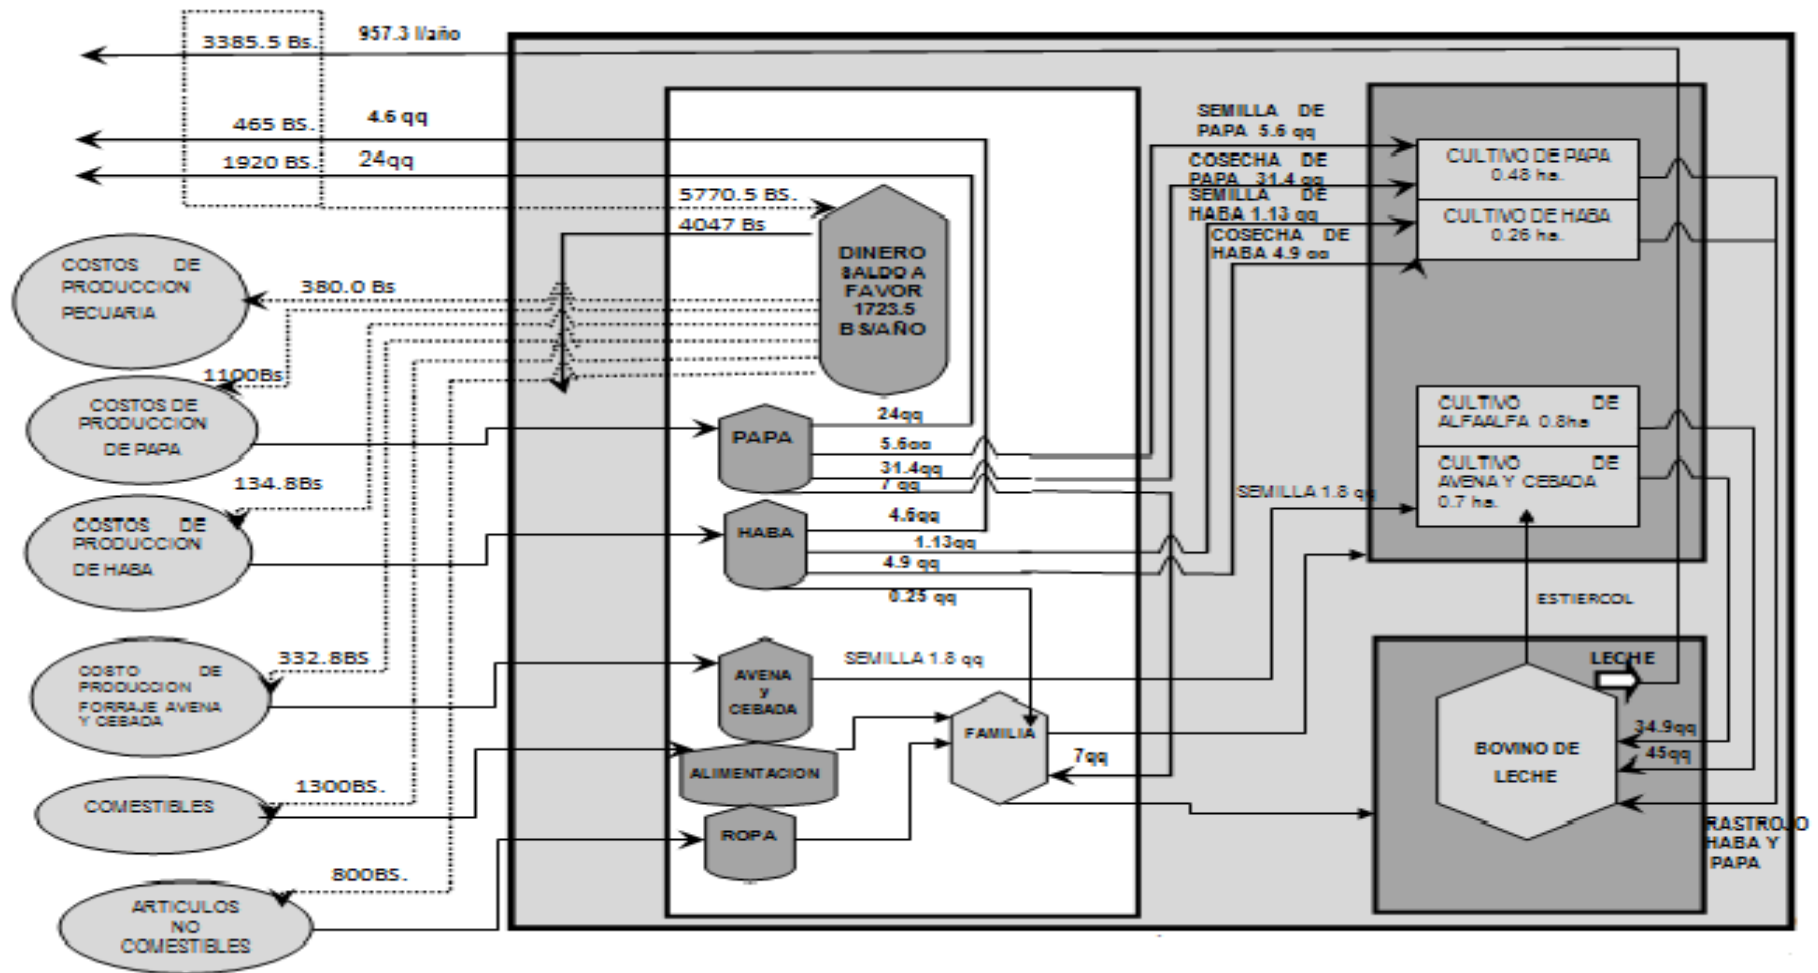 3385.5 Bs.
957.3 l/año
465 BS.
4.6 qq
1920 BS.
24qq
5770.5 BS.
4047 Bs
DINERO
SALDO A
FAVOR
1723.5
BS/AÑO
COSTOS DE
PRODUCCION
PECUARIA
380.0 Bs
1100Bs
COSTOS DE
PRODUCCION
DE PAPA
134.8Bs
COSTOS DE
PRODUCCION
DE HABA
332.8BS
COSTO DE
PRODUCCION
FORRAJE AVENA
Y CEBADA
1300BS.
COMESTIBLES
800BS.
ARTICULOS
NO
COMESTIBLES
PAPA
24qq
5.6qq
31.4qq
7 qq
HABA
4.6qq
1.13qq
4.9 qq
0.25 qq
AVENA
y
CEBADA
SEMILLA 1.8 qq
ALIMENTACION
ROPA
FAMILIA
7qq
SEMILLA DE
PAPA 5.6 qq
COSECHA DE
PAPA 31.4 qq
SEMILLA DE
HABA 1.13 qq
COSECHA DE
HABA 4.9 qq
SEMILLA 1.8 qq
CULTIVO DE PAPA
0.48 ha.
CULTIVO DE HABA
0.26 ha.
CULTIVO DE
ALFAALFA 0.8ha
CULTIVO DE
AVENA Y CEBADA
0.7 ha.
ESTIERCOL
LECHE
BOVINO DE
LECHE
34.9qq
45qq
RASTROJO
HABA Y
PAPA